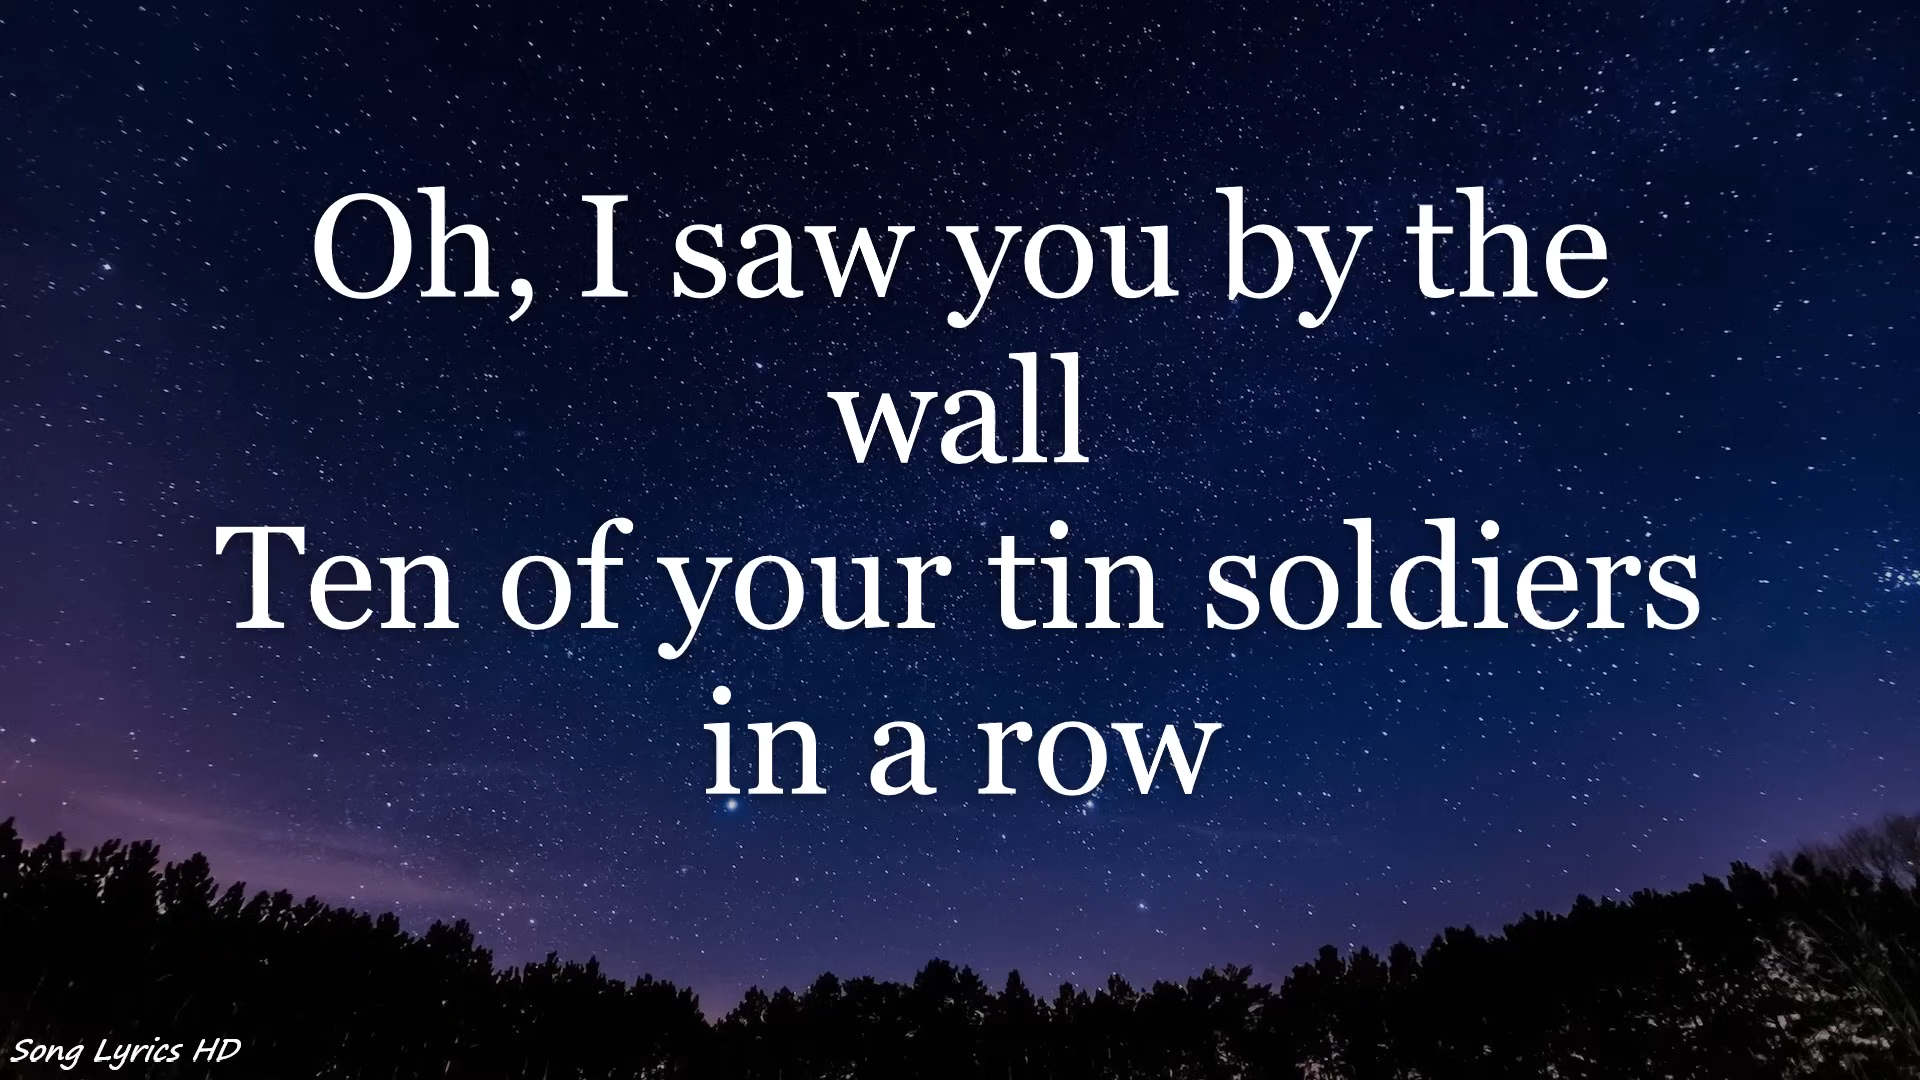 Oh, I saw you by the
wall
Ten of your tin soldiers
in a row
Song Lyrics HD